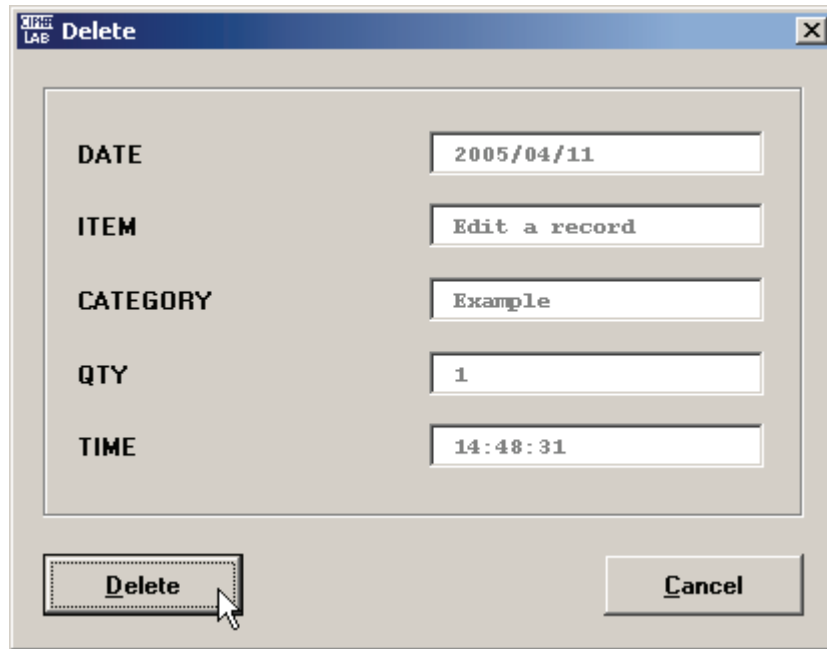 LAB Delete
DATE 2005/04/11
ITEM Edit a record
CATEGORY Example
QTY 1
TIME 14:48:31
Delete Cancel